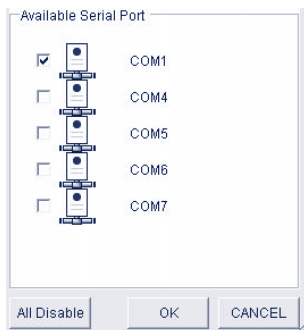 Available Serial Port
COM1
COM4
COM5
COM6
COM7
All Disable OK CANCEL